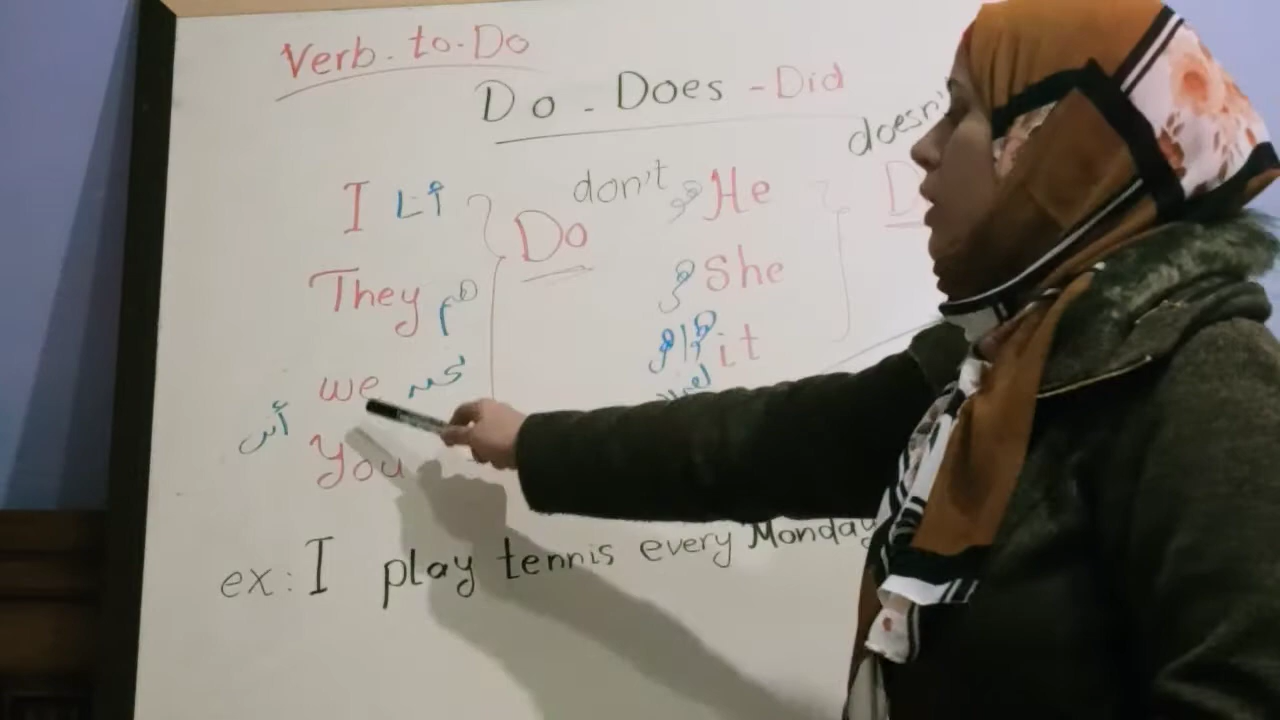 Verb-to-Do
Do - Does - Did
I أنا don't هو He doesn'
They هم Do هي She
we نحن it
You
ex: I play tennis every Monday